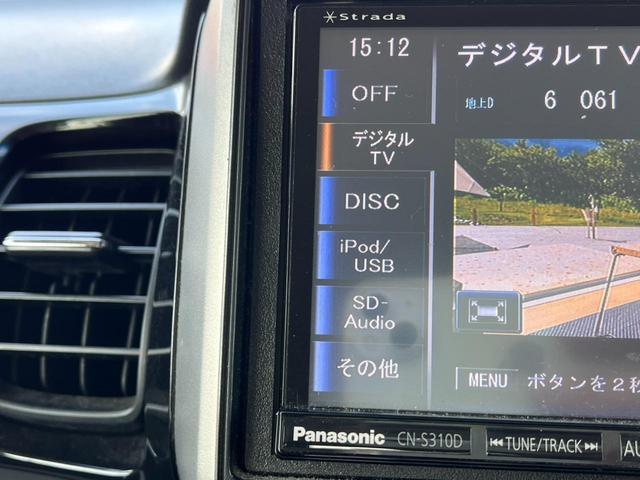 Strada
15:12
デジタルTV
OFF
地上D 6 061
デジタル
TV
DISC
iPod/
USB
SD-
Audio
その他
MENU ボタンを2秒
Panasonic CN-S310D TUNE/TRACK AU